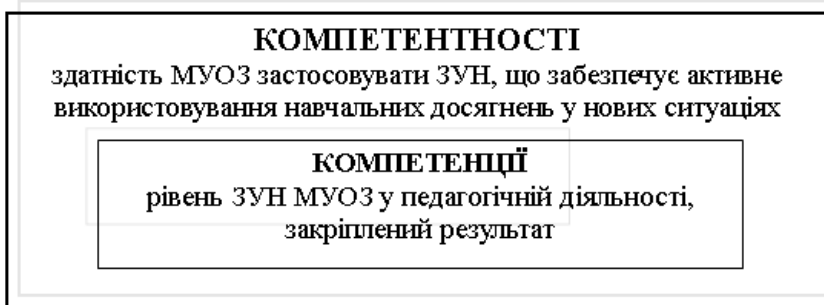 КОМПЕТЕНТНОСТІ
здатність МУОЗ застосовувати ЗУН, що забезпечує активне
використовування навчальних досягнень у нових ситуаціях
КОМПЕТЕНЦІЇ
рівень ЗУН МУОЗ у педагогічній діяльності,
закріплений результат